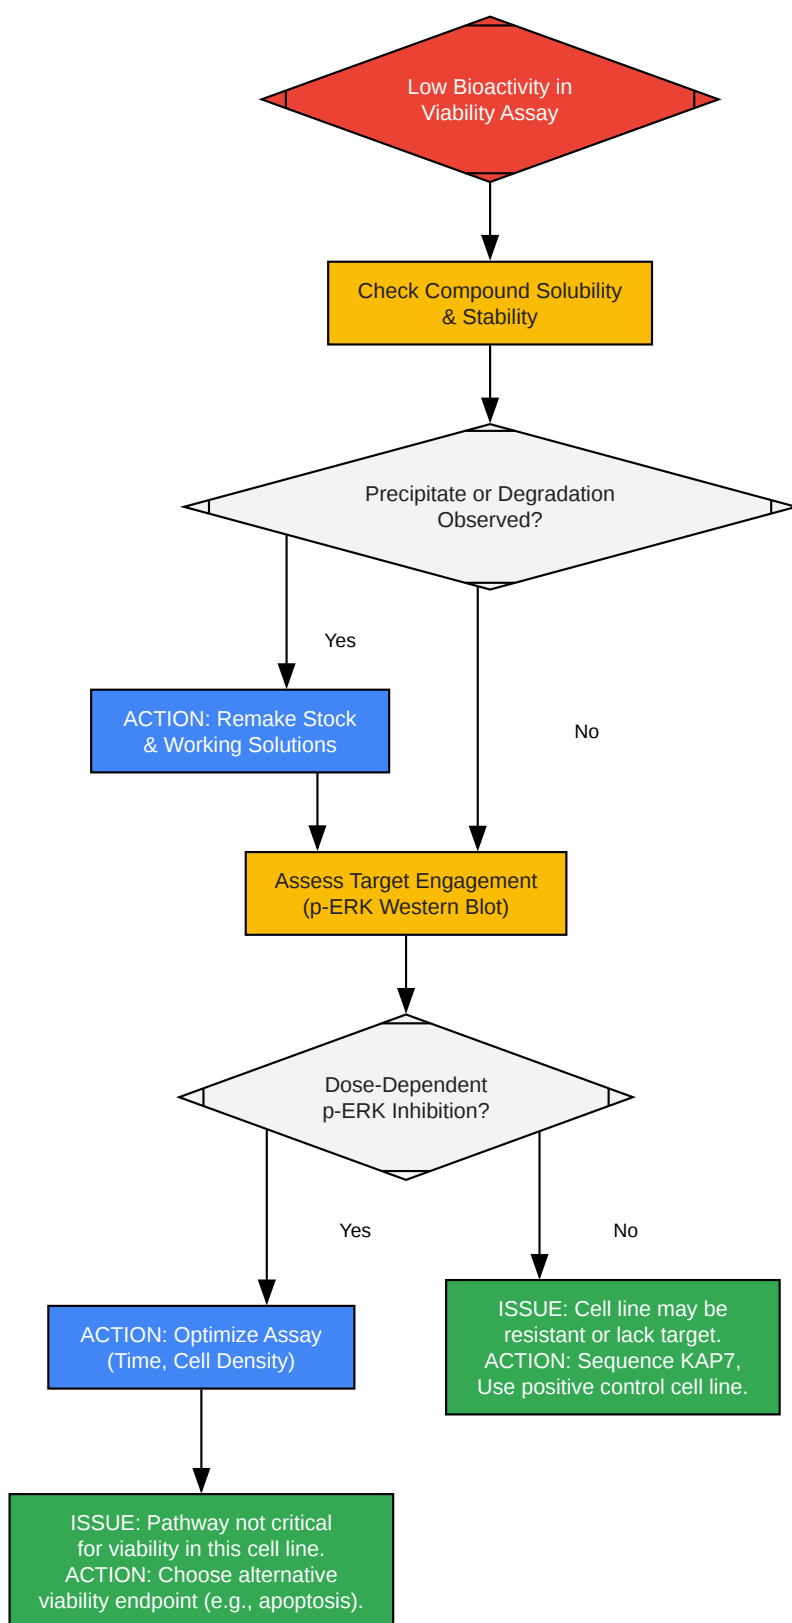 Low Bioactivity in
Viability Assay
Check Compound Solubility
& Stability
Precipitate or Degradation
Observed?
Yes
No
ACTION: Remake Stock
& Working Solutions
Assess Target Engagement
(p-ERK Western Blot)
Dose-Dependent
p-ERK Inhibition?
Yes
No
ACTION: Optimize Assay
(Time, Cell Density)
ISSUE: Cell line may be
resistant or lack target.
ACTION: Sequence KAP7,
Use positive control cell line.
ISSUE: Pathway not critical
for viability in this cell line.
ACTION: Choose alternative
viability endpoint (e.g., apoptosis).